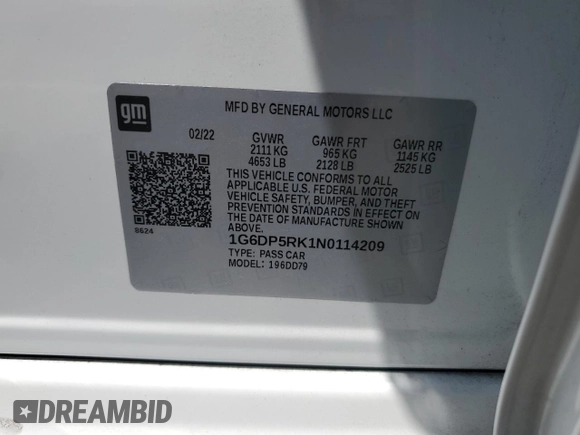 gm
MFD BY GENERAL MOTORS LLC
02/22 GVWR GAWR FRT GAWR RR
2111 KG 965 KG 1145 KG
4653 LB 2128 LB 2525 LB
THIS VEHICLE CONFORMS TO ALL
APPLICABLE U.S. FEDERAL MOTOR
VEHICLE SAFETY, BUMPER, AND THEFT
PREVENTION STANDARDS IN EFFECT ON
THE DATE OF MANUFACTURE SHOWN
ABOVE.
8624
1G6DP5RK1N0114209
TYPE: PASS CAR
MODEL: 196DD79
DREAMBID